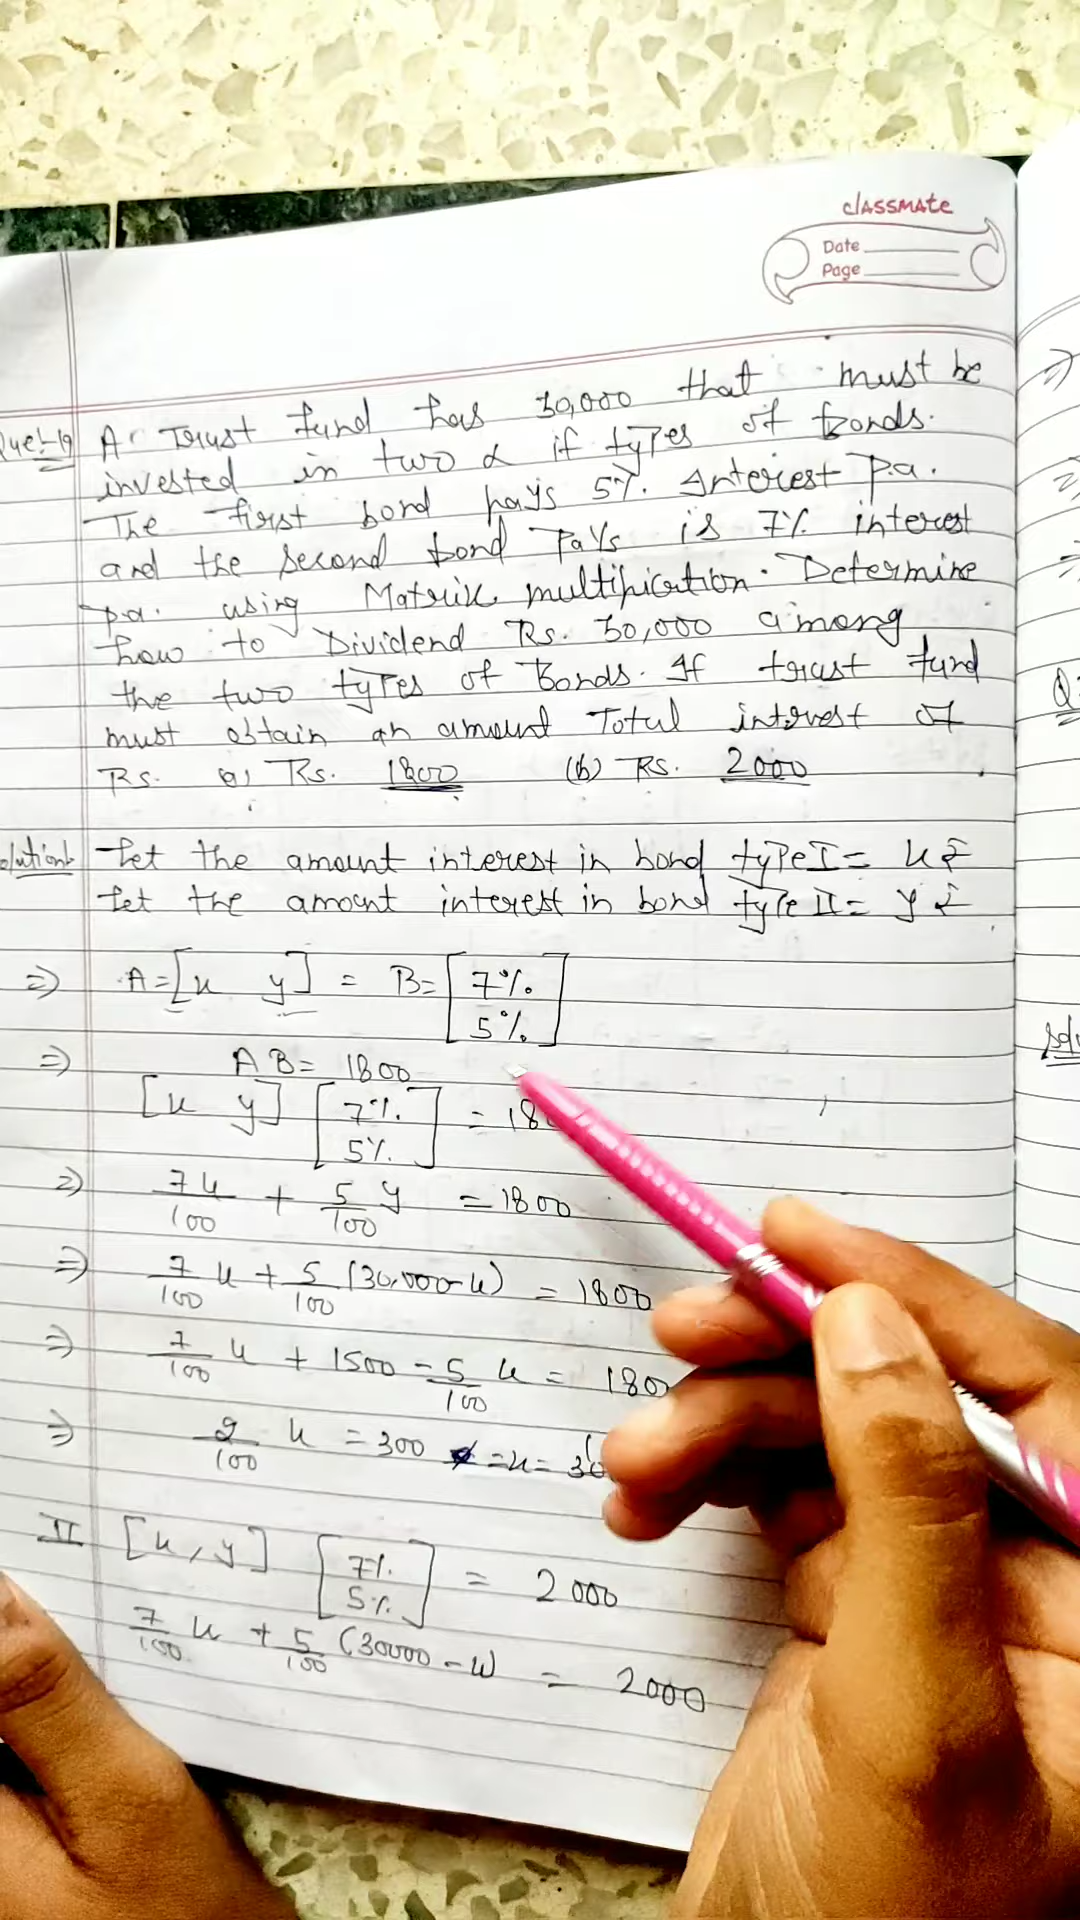 classmate
Date
Page
Que:-19 A Trust fund has 30,000 that must be
invested in two & if types of bonds.
The first bond pays 5% Interest p.a.
and the second bond Pays is 7% interest
p.a. using Matrix multiplication. Determine
how to Dividend Rs. 30,000 among
the two types of Bonds. If trust fund
must obtain an amount Total interest of
Rs. a) Rs. 1800 (b) Rs. 2000
Let the amount interest in bond type I = x ₹
Let the amount interest in bond type II = y ₹
⇒ A = [x y] = B = [7%
5%]
⇒ AB = 1800
[x y] [7%
5%] = 18
⇒ 7x/100 + 5/100 y = 1800
⇒ 7/100 x + 5/100 (30,000-x) = 1800
⇒ 7/100 x + 1500 - 5/100 x = 180
⇒ 2/100 x = 300 = x =
II [x, y] [7%
5%] = 2000
7/100 x + 5/100 (30000-x) = 2000